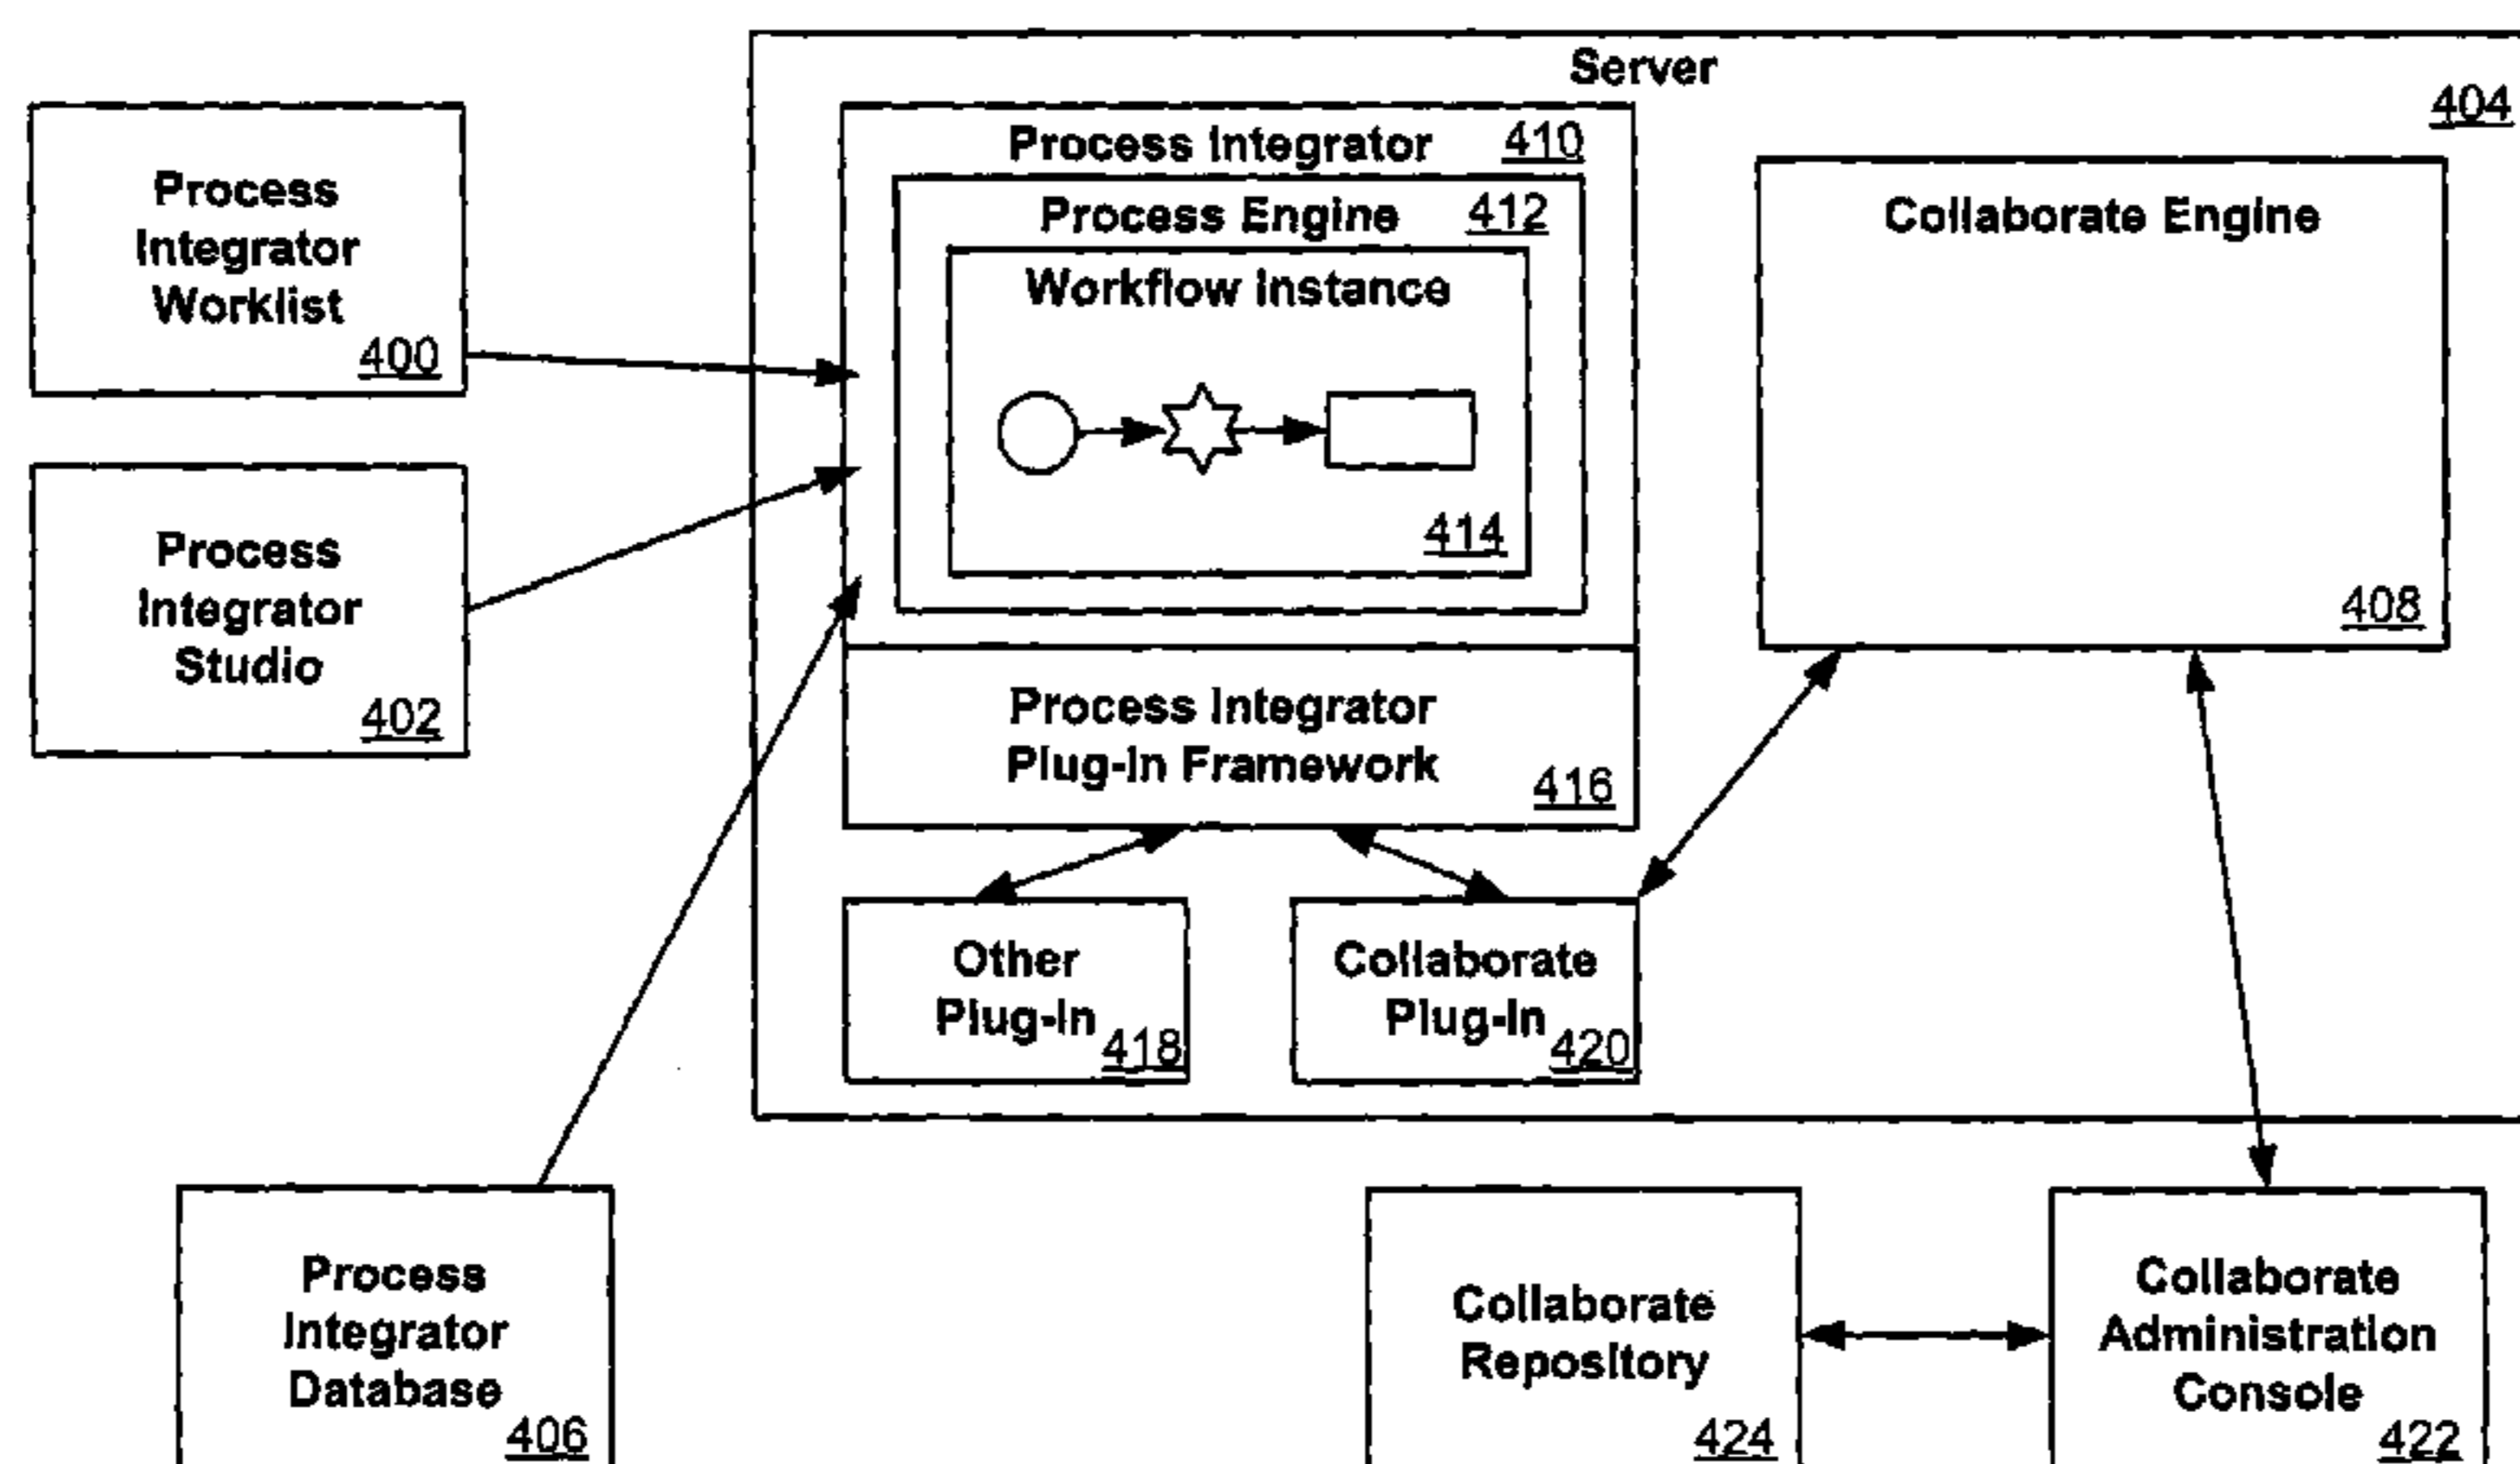 Server
404
Process Integrator 410
Process Engine 412
Workflow Instance
414
Process Integrator
Plug-In Framework
416
Other
Plug-In
418
Collaborate
Plug-In
420
Collaborate Engine
408
Process
Integrator
Worklist
400
Process
Integrator
Studio
402
Process
Integrator
Database
406
Collaborate
Repository
424
Collaborate
Administration
Console
422